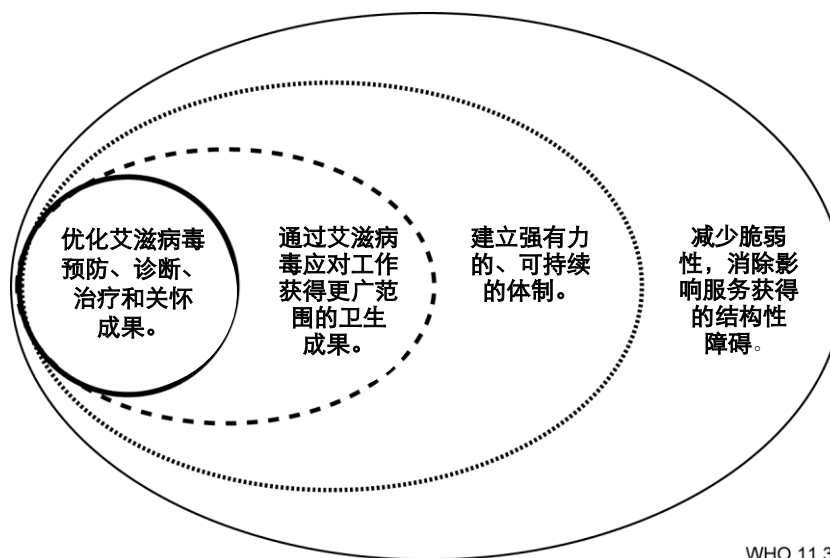 优化艾滋病毒
预防、诊断、
治疗和关怀
成果。
通过艾滋病
毒应对工作
获得更广范
围的卫生
成果。
建立强有力
的、可持续
的体制。
减少脆弱
性，消除影
响服务获得
的结构性
障碍。
WHO 11.3